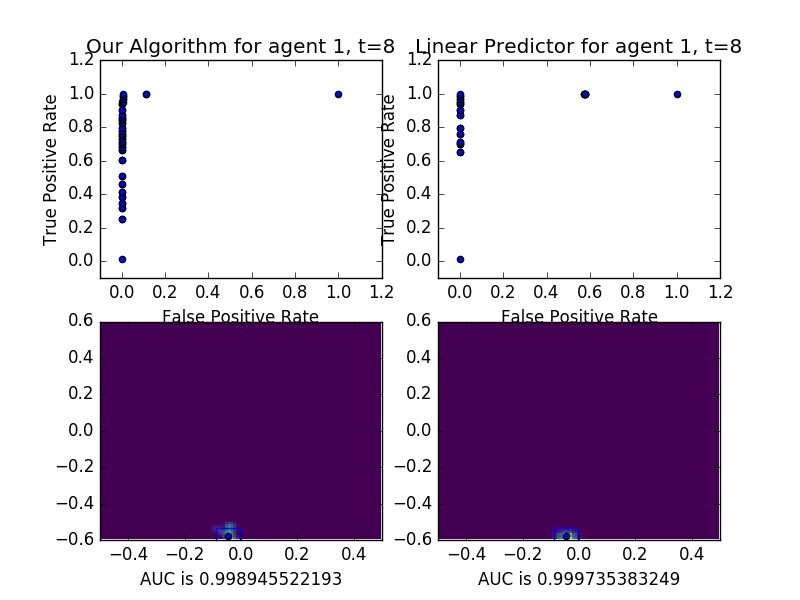 Our Algorithm for agent 1, t=8
Linear Predictor for agent 1, t=8
1.2
1.0
0.8
0.6
0.4
0.2
0.0
True Positive Rate
0.0 0.2 0.4 0.6 0.8 1.0 1.2
False Positive Rate
1.2
1.0
0.8
0.6
0.4
0.2
0.0
True Positive Rate
0.0 0.2 0.4 0.6 0.8 1.0 1.2
False Positive Rate
0.6
0.4
0.2
0.0
−0.2
−0.4
−0.6
−0.4 −0.2 0.0 0.2 0.4
AUC is 0.998945522193
0.6
0.4
0.2
0.0
−0.2
−0.4
−0.6
−0.4 −0.2 0.0 0.2 0.4
AUC is 0.999735383249